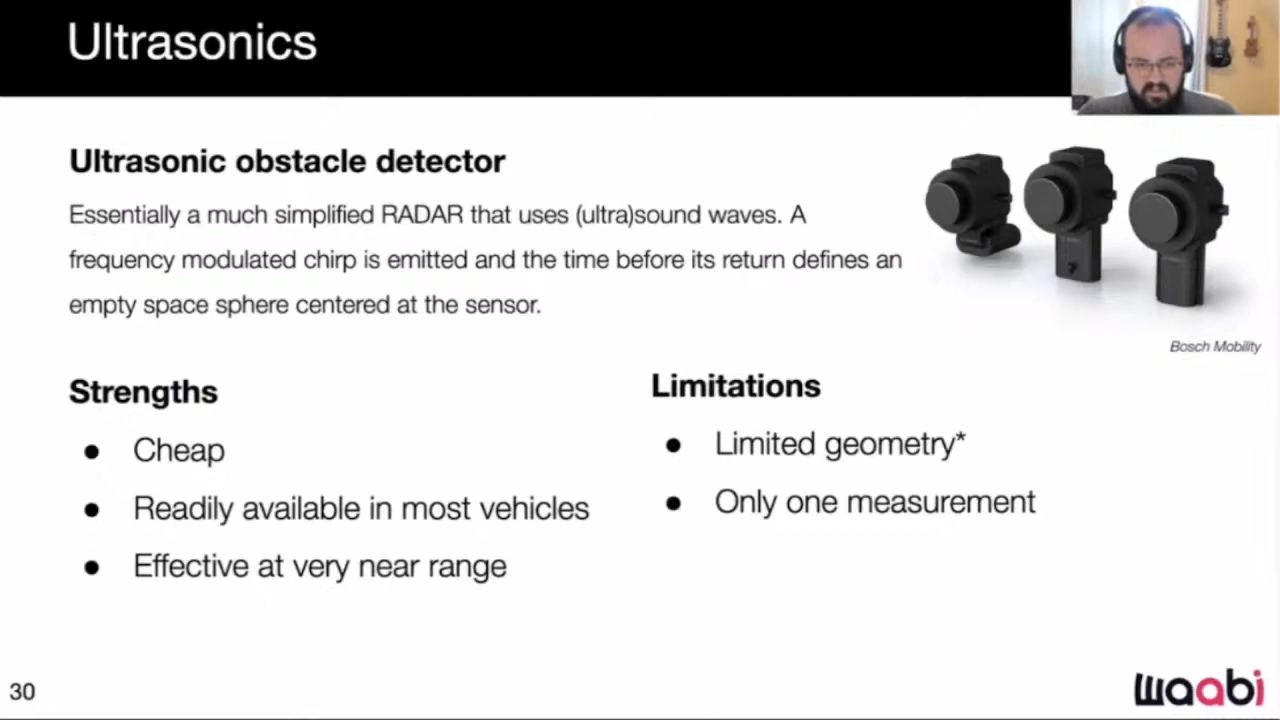 Ultrasonics
Ultrasonic obstacle detector
Essentially a much simplified RADAR that uses (ultra)sound waves. A
frequency modulated chirp is emitted and the time before its return defines an
empty space sphere centered at the sensor.
Bosch Mobility
Strengths
● Cheap
● Readily available in most vehicles
● Effective at very near range
Limitations
● Limited geometry*
● Only one measurement
30
waabi